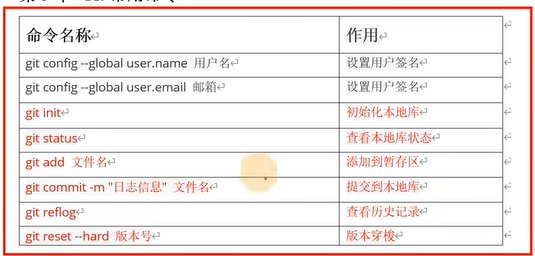 命令名称 作用
git config --global user.name 用户名 设置用户签名
git config --global user.email 邮箱 设置用户签名
git init 初始化本地库
git status 查看本地库状态
git add 文件名 添加到暂存区
git commit -m "日志信息" 文件名 提交到本地库
git reflog 查看历史记录
git reset --hard 版本号 版本穿梭